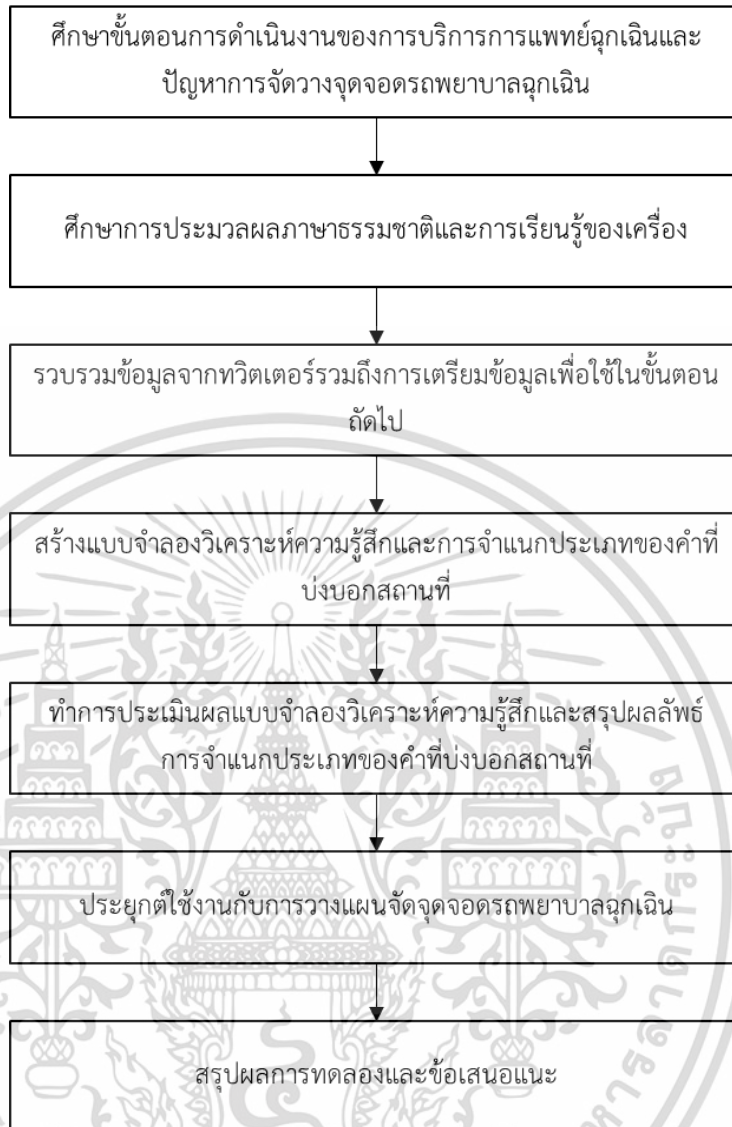 ศึกษาขั้นตอนการดำเนินงานของการบริการการแพทย์ฉุกเฉินและ
ปัญหาการจัดวางจุดจอดรถพยาบาลฉุกเฉิน
ศึกษาการประมวลผลภาษาธรรมชาติและการเรียนรู้ของเครื่อง
รวบรวมข้อมูลจากทวิตเตอร์รวมถึงการเตรียมข้อมูลเพื่อใช้ในขั้นตอน
ถัดไป
สร้างแบบจำลองวิเคราะห์ความรู้สึกและการจำแนกประเภทของคำที่
บ่งบอกสถานที่
ทำการประเมินผลแบบจำลองวิเคราะห์ความรู้สึกและสรุปผลลัพธ์
การจำแนกประเภทของคำที่บ่งบอกสถานที่
ประยุกต์ใช้งานกับการวางแผนจัดจุดจอดรถพยาบาลฉุกเฉิน
สรุปผลการทดลองและข้อเสนอแนะ